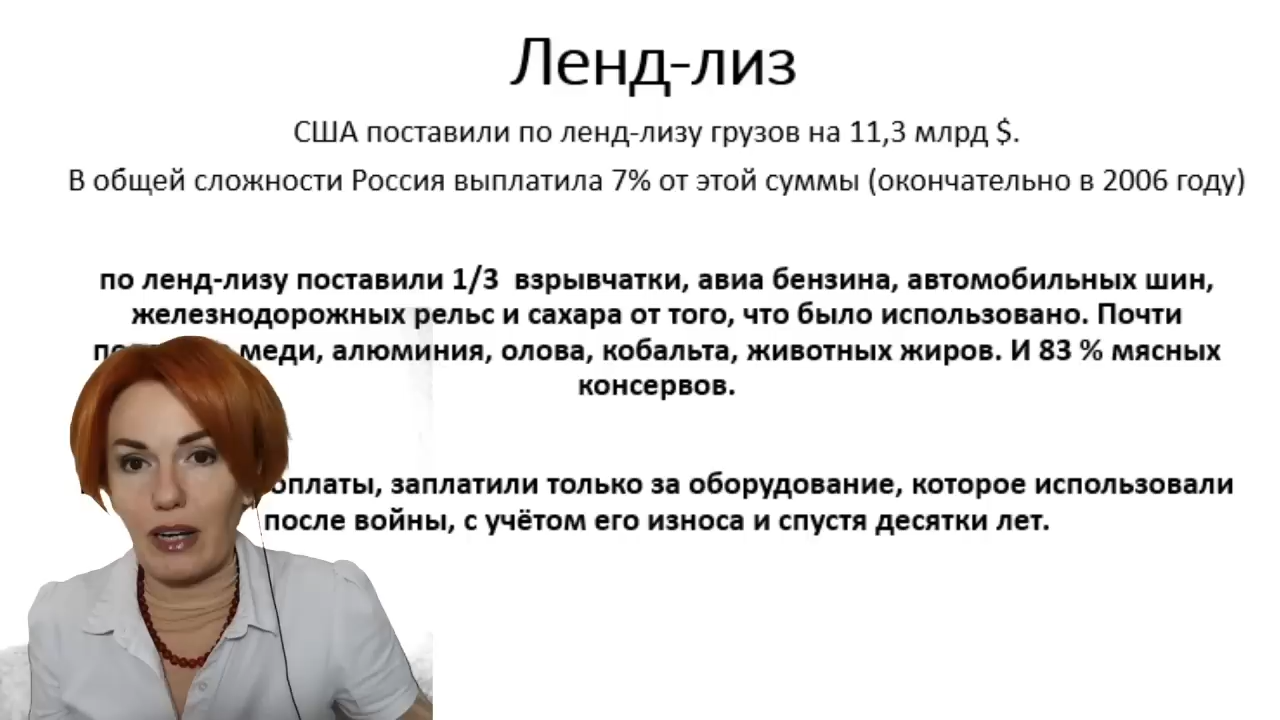 Ленд-лиз
США поставили по ленд-лизу грузов на 11,3 млрд $.
В общей сложности Россия выплатила 7% от этой суммы (окончательно в 2006 году)
по ленд-лизу поставили 1/3 взрывчатки, авиа бензина, автомобильных шин,
железнодорожных рельс и сахара от того, что было использовано. Почти
меди, алюминия, олова, кобальта, животных жиров. И 83 % мясных
консервов.
заплатили только за оборудование, которое использовали
после войны, с учётом его износа и спустя десятки лет.